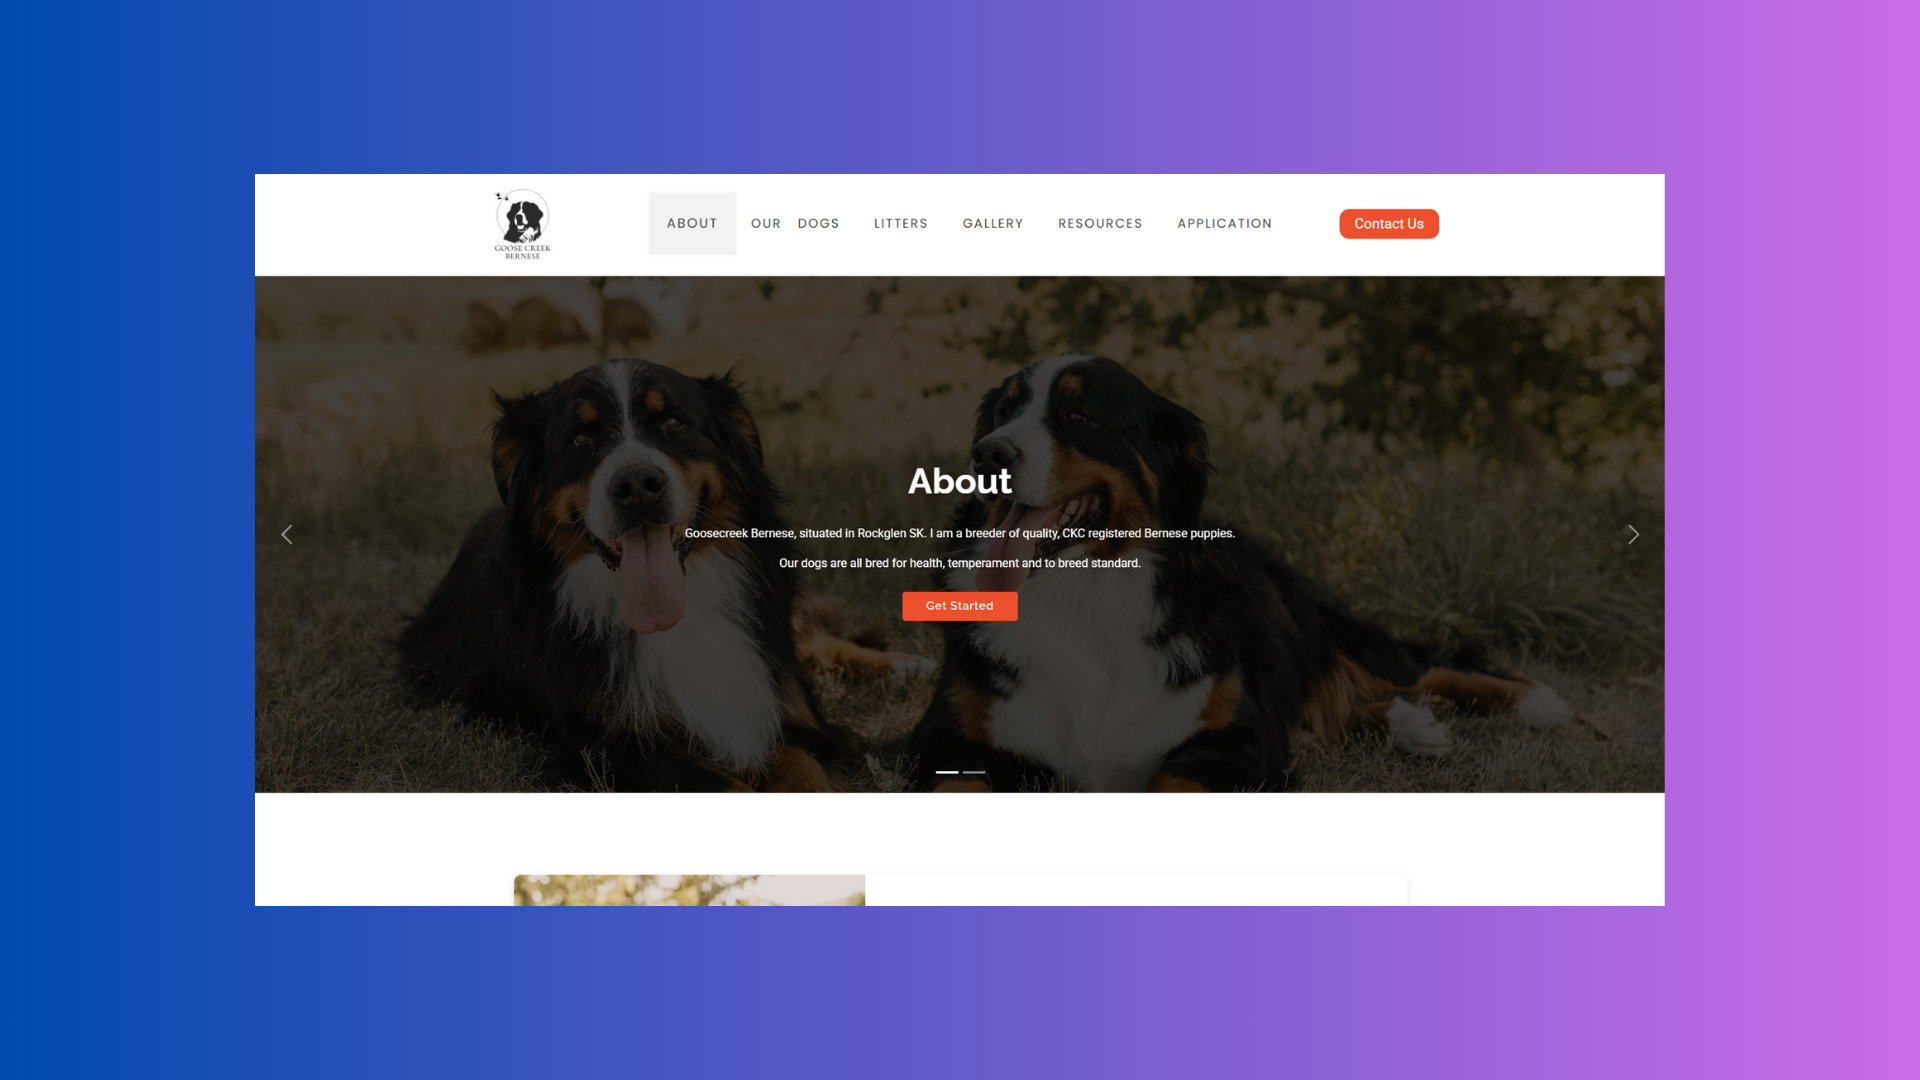 GOOSE CREEK
BERNESE
ABOUT OUR DOGS LITTERS GALLERY RESOURCES APPLICATION Contact Us
About
Goosecreek Bernese, situated in Rockglen SK. I am a breeder of quality, CKC registered Bernese puppies.
Our dogs are all bred for health, temperament and to breed standard.
Get Started